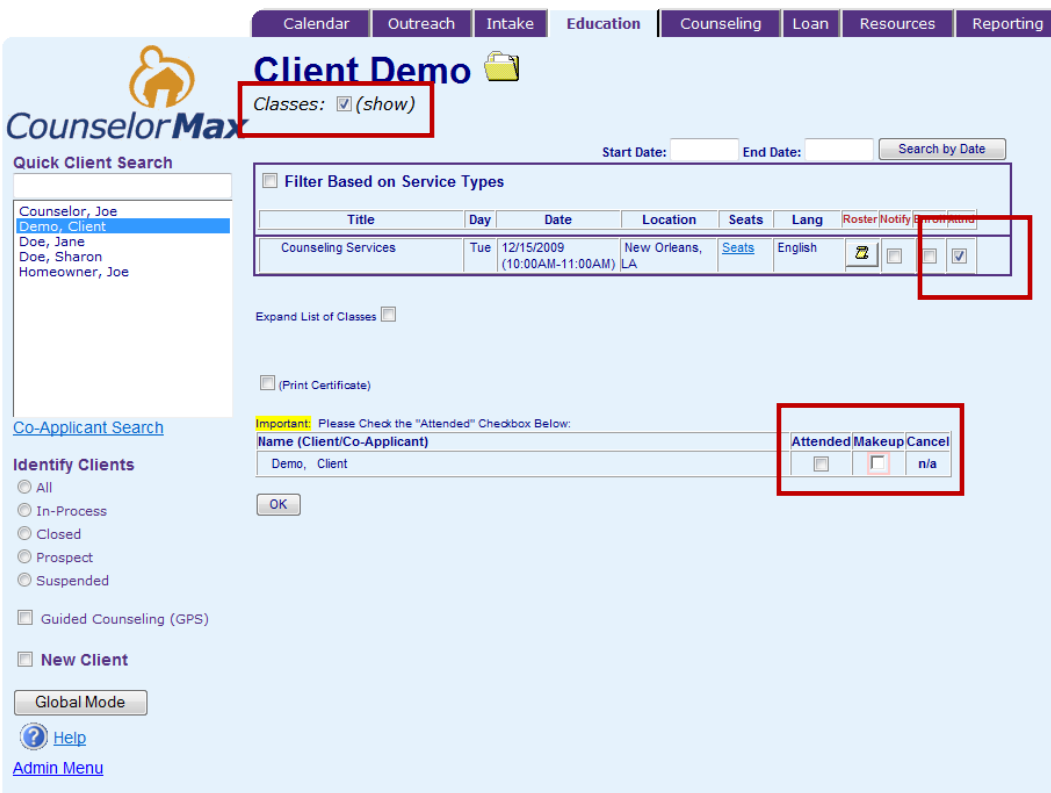 Calendar Outreach Intake Education Counseling Loan Resources Reporting
CounselorMax
Client Demo
Classes: (show)
Quick Client Search
Counselor, Joe
Demo, Client
Doe, Jane
Doe, Sharon
Homeowner, Joe
Co-Applicant Search
Identify Clients
All
In-Process
Closed
Prospect
Suspended
Guided Counseling (GPS)
New Client
Global Mode
Help
Admin Menu
Start Date: End Date: Search by Date
Filter Based on Service Types
Title Day Date Location Seats Lang Roster Notify Enroll Attnd
Counseling Services Tue 12/15/2009 New Orleans, Seats English
(10:00AM-11:00AM) LA
Expand List of Classes
(Print Certificate)
Important: Please Check the "Attended" Checkbox Below:
Name (Client/Co-Applicant) Attended Makeup Cancel
Demo, Client n/a
OK